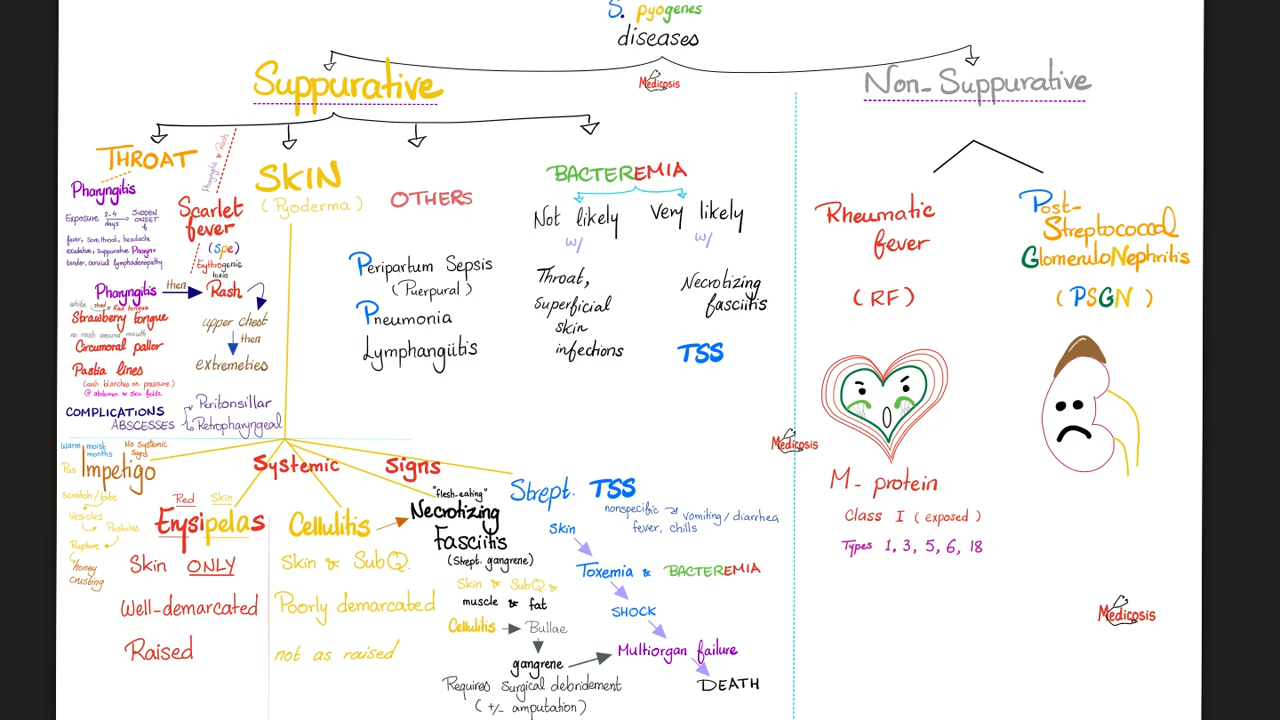 S. pyogenes
diseases
Medicosis
Suppurative
Non-Suppurative
THROAT
Pharyngitis
Exposure 2-4 days → SUDDEN ONSET of
fever, sore throat, headache
exudative, suppurative Pharynx
tender, cervical lymphadenopathy
Pharyngitis & Rash
Scarlet
fever
(Spe)
Erythrogenic
toxin
Pharyngitis then → Rash
upper chest
then
extremeties
white shed → Red tongue
Strawberry tongue
no rash around mouth
Circumoral pallor
Pastia lines
(rash blanches on pressure)
@ abdomen & skin folds
COMPLICATIONS
ABSCESSES
Peritonsillar
Retropharyngeal
SKIN
(Pyoderma)
OTHERS
Peripartum Sepsis
(Puerpural)
Pneumonia
Lymphangiitis
BACTEREMIA
Not likely
w/
Throat,
superficial
skin
infections
Very likely
w/
Necrotizing
fasciitis
TSS
Rheumatic
fever
(RF)
M-protein
Class I (exposed)
Types 1, 3, 5, 6, 18
Post-
Streptococcal
GlomeruloNephritis
(PSGN)
Medicosis
Warm, moist
months
No Systemic
Signs
Pus
Impetigo
Scratch/bite
Vesicles
Pustules
Rupture
honey
crusting
Systemic Signs
Red Skin
Erysipelas
Skin ONLY
Well-demarcated
Raised
Cellulitis
Skin & SubQ.
Poorly demarcated
not as raised
"flesh-eating"
Necrotizing
Fasciitis
(Strept. gangrene)
Skin & SubQ &
muscle & fat
Cellulitis → Bullae
gangrene
Requires Surgical debridement
(+/- amputation)
Strept. TSS
nonspecific → vomiting/diarrhea
fever, chills
Skin
Toxemia & BACTEREMIA
SHOCK
Multiorgan failure
DEATH
Medicosis